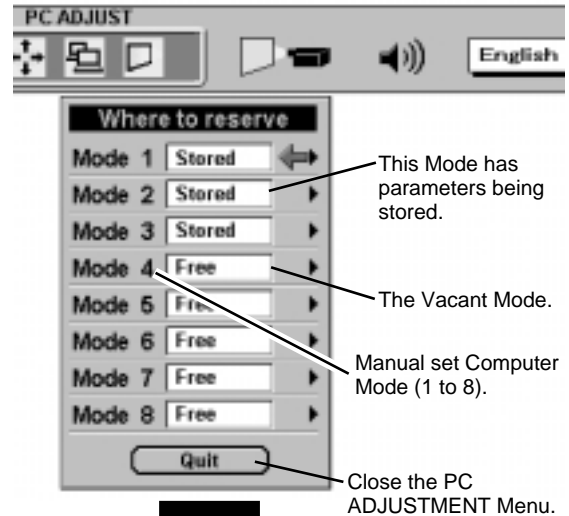 PC ADJUST
English
Where to reserve
Mode 1 Stored
Mode 2 Stored
Mode 3 Stored
Mode 4 Free
Mode 5 Free
Mode 6 Free
Mode 7 Free
Mode 8 Free
Quit
This Mode has
parameters being
stored.
The Vacant Mode.
Manual set Computer
Mode (1 to 8).
Close the PC
ADJUSTMENT Menu.